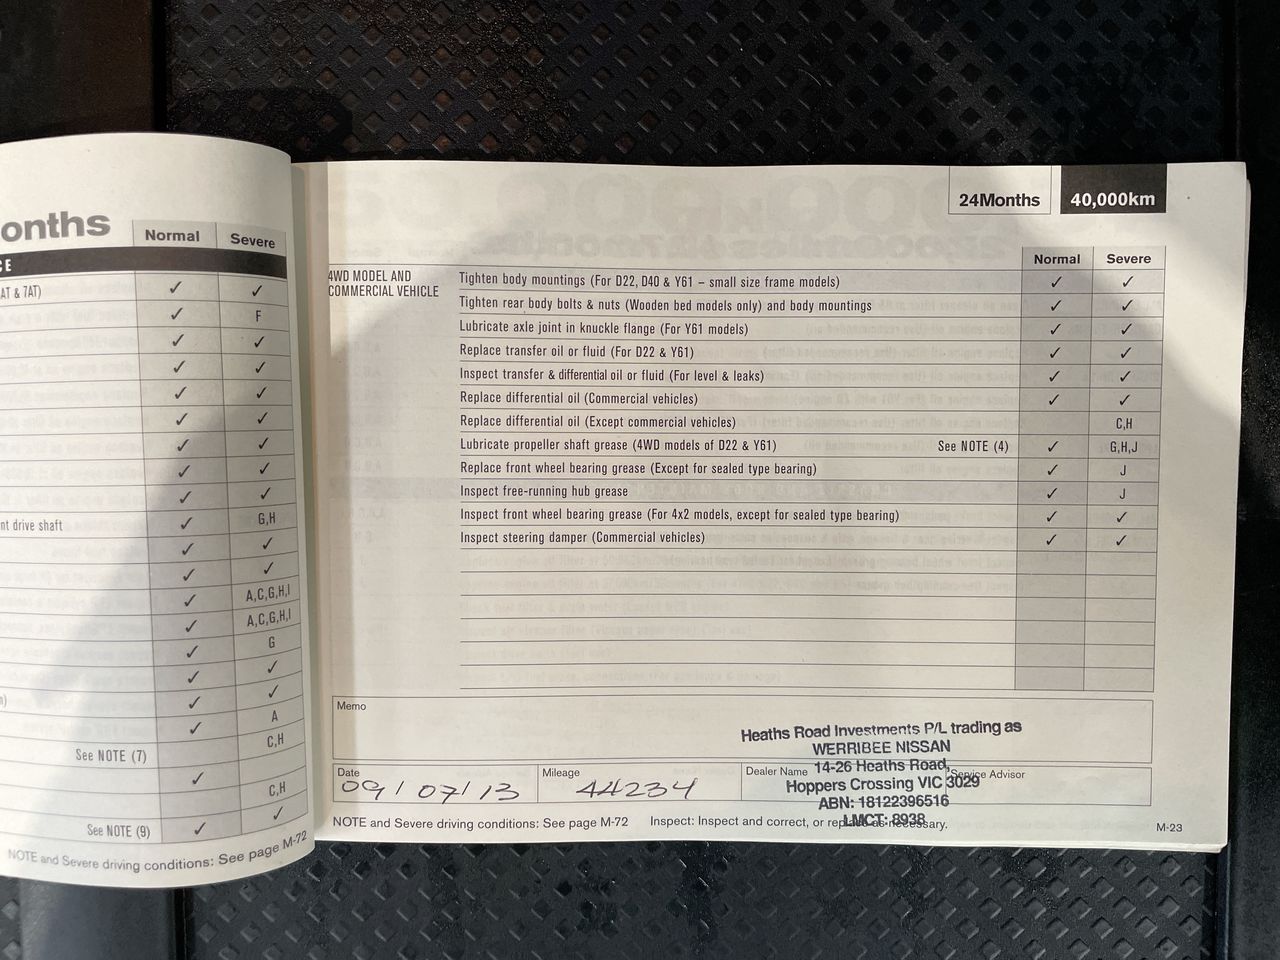 onths
Normal Severe
CE
AT & 7AT) ✓ ✓
✓ F
✓ ✓
✓ ✓
✓ ✓
✓ ✓
✓ ✓
✓ ✓
✓ ✓
nt drive shaft ✓ G,H
✓ ✓
✓ ✓
✓ A,C,G,H,I
✓ A,C,G,H,I
✓ G
✓ ✓
✓ ✓
✓ A
See NOTE (7) C,H
✓
C,H
See NOTE (9) ✓ ✓
NOTE and Severe driving conditions: See page M-72
24Months 40,000km
Normal Severe
4WD MODEL AND
COMMERCIAL VEHICLE
Tighten body mountings (For D22, D40 & Y61 – small size frame models) ✓ ✓
Tighten rear body bolts & nuts (Wooden bed models only) and body mountings ✓ ✓
Lubricate axle joint in knuckle flange (For Y61 models) ✓ ✓
Replace transfer oil or fluid (For D22 & Y61) ✓ ✓
Inspect transfer & differential oil or fluid (For level & leaks) ✓ ✓
Replace differential oil (Commercial vehicles) ✓ ✓
Replace differential oil (Except commercial vehicles) C,H
Lubricate propeller shaft grease (4WD models of D22 & Y61) See NOTE (4) ✓ G,H,J
Replace front wheel bearing grease (Except for sealed type bearing) ✓ J
Inspect free-running hub grease ✓ J
Inspect front wheel bearing grease (For 4x2 models, except for sealed type bearing) ✓ ✓
Inspect steering damper (Commercial vehicles) ✓ ✓
Memo
Heaths Road Investments P/L trading as
WERRIBEE NISSAN
14-26 Heaths Road,
Hoppers Crossing VIC 3029
ABN: 18122396516
LMCT: 8938
Date 09/07/13
Mileage 44234
Dealer Name
Service Advisor
NOTE and Severe driving conditions: See page M-72 Inspect: Inspect and correct, or replace as necessary.
M-23